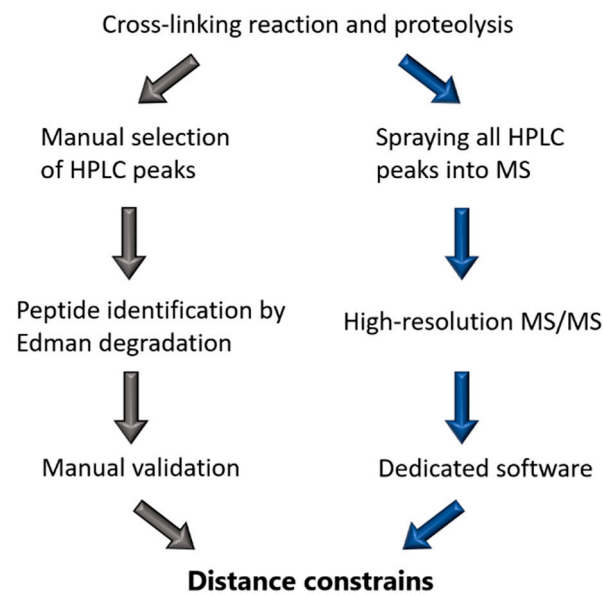 Cross-linking reaction and proteolysis
Manual selection
of HPLC peaks
Spraying all HPLC
peaks into MS
Peptide identification by
Edman degradation
High-resolution MS/MS
Manual validation
Dedicated software
Distance constrains